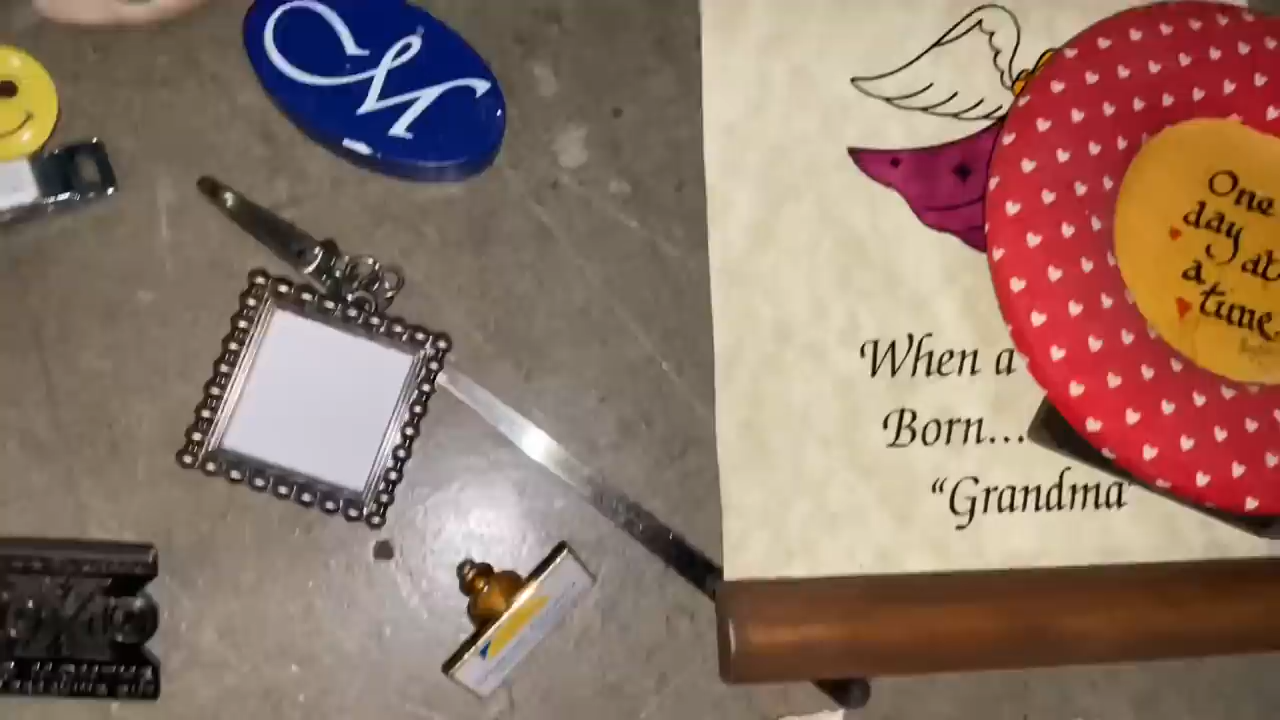 M
One
day at
a
time.
When a
Born...
"Grandma"